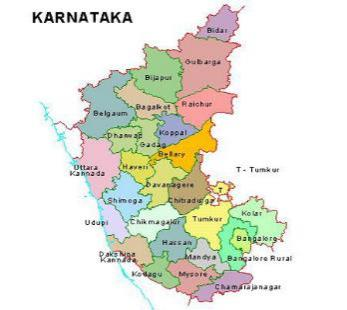 KARNATAKA
Bidar
Gulbarga
Bijapur
Bagalkot
Raichur
Belgaum
Dharwap
Koppal
Gadag
Bellary
Uttara
Kannada
Haveri
T - Tumkur
Davanagere
T
Shimoga
Chitradurga
Udupi
Chikmagalur
Tumkur
Kolar
Hassan
Bangalore
Dakshina
Kannada
Mandya
Bangalore Rural
Kodagu
Mysore
Chamarajanagar